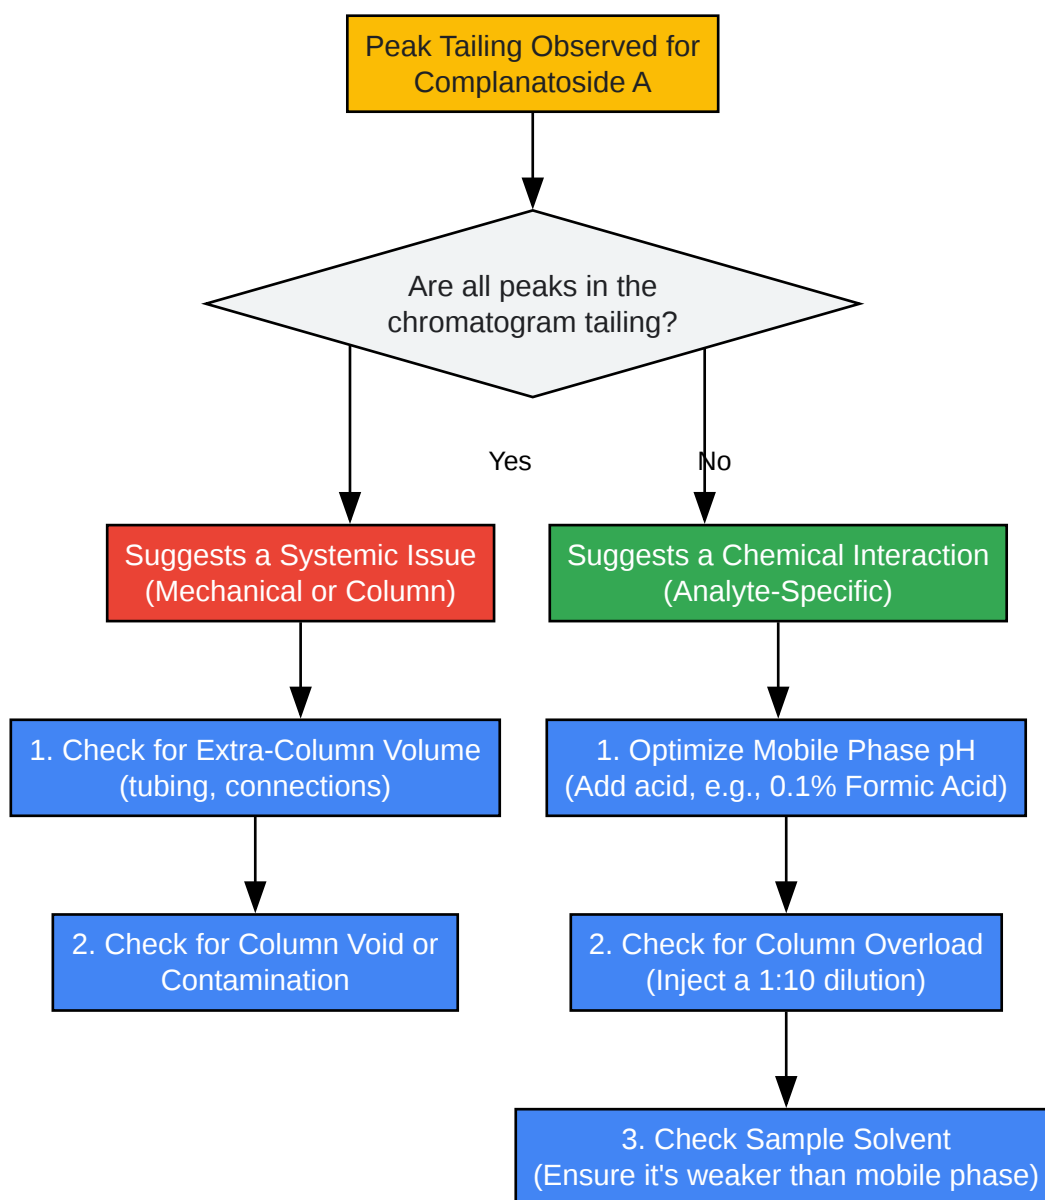 Peak Tailing Observed for
Complanatoside A
Are all peaks in the
chromatogram tailing?
Yes
No
Suggests a Systemic Issue
(Mechanical or Column)
Suggests a Chemical Interaction
(Analyte-Specific)
1. Check for Extra-Column Volume
(tubing, connections)
1. Optimize Mobile Phase pH
(Add acid, e.g., 0.1% Formic Acid)
2. Check for Column Void or
Contamination
2. Check for Column Overload
(Inject a 1:10 dilution)
3. Check Sample Solvent
(Ensure it's weaker than mobile phase)